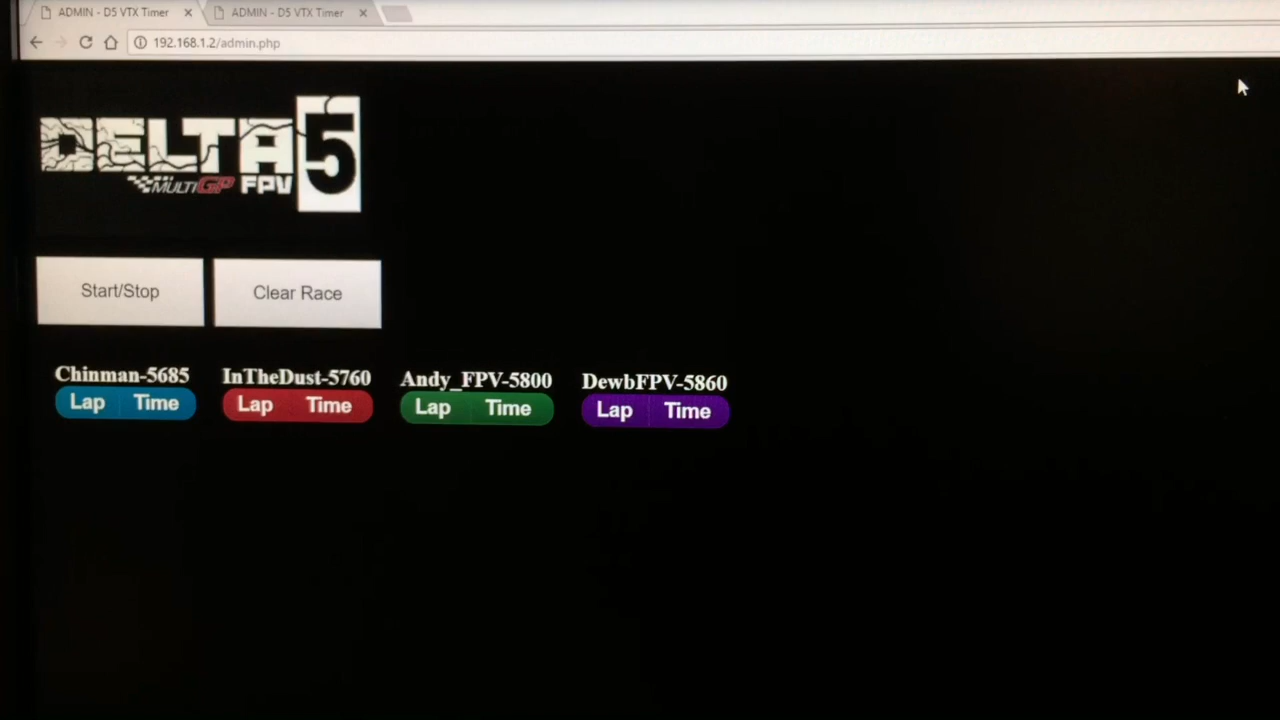 ADMIN - D5 VTX Timer
ADMIN - D5 VTX Timer
192.168.1.2/admin.php
DELTA 5
MULTIGP FPV
Start/Stop Clear Race
Chinman-5685 InTheDust-5760 Andy_FPV-5800 DewbFPV-5860
Lap Time Lap Time Lap Time Lap Time